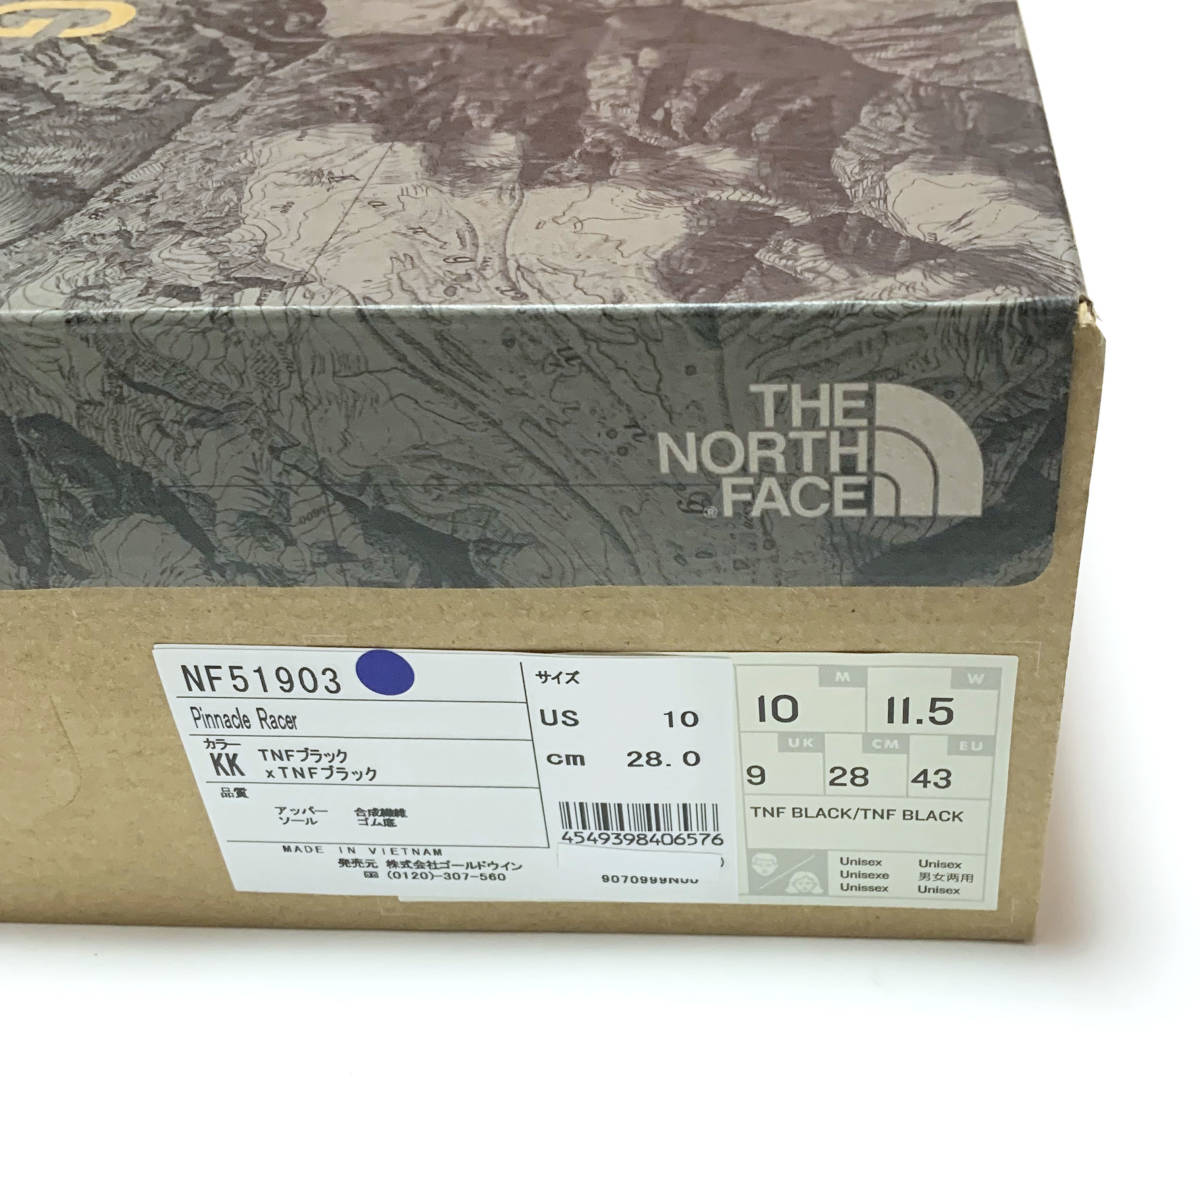 THE
NORTH
FACE
®
NF51903
Pinnacle Racer
カラー
KK TNFブラック
xTNFブラック
品質
アッパー 合成繊維
ソール ゴム底
MADE IN VIETNAM
発売元 株式会社ゴールドウイン
(0120)-307-560
サイズ
US 10
cm 28.0
4549398406576
M W
10 11.5
UK CM EU
9 28 43
TNF BLACK/TNF BLACK
Unisex Unisex
Unisexe 男女两用
Unissex Unisex